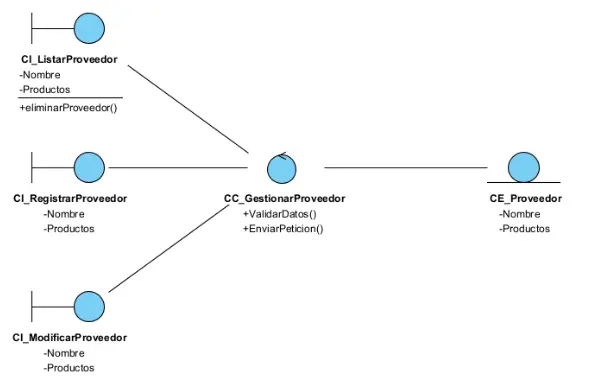 CI_ListarProveedor
-Nombre
-Productos
+eliminarProveedor()
CI_RegistrarProveedor
-Nombre
-Productos
CC_GestionarProveedor
+ValidarDatos()
+EnviarPeticion()
CE_Proveedor
-Nombre
-Productos
CI_ModificarProveedor
-Nombre
-Productos